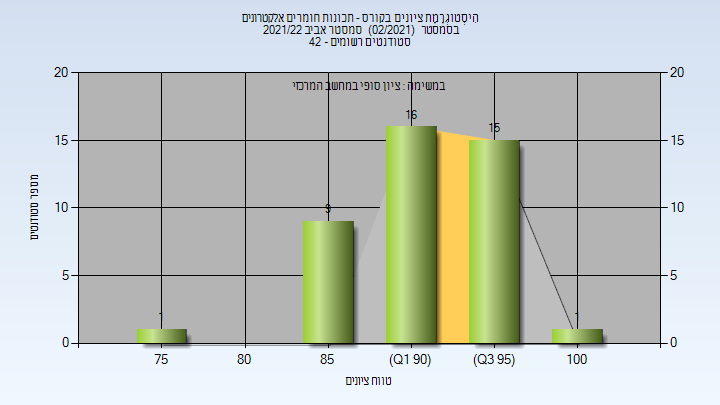 הִיסְטוגְרַמַת ציונים בקורס - תכונות חומרים אלקטרונים
בסמסטר (02/2021) סמסטר אביב 2021/22
סטודנטים רשומים - 42
במשימה : ציון סופי במחשב המרכזי
20
15
10
5
0
20
15
10
5
0
מספר סטודנטים
1
9
16
15
1
75
80
85
(Q1 90)
(Q3 95)
100
טווח ציונים